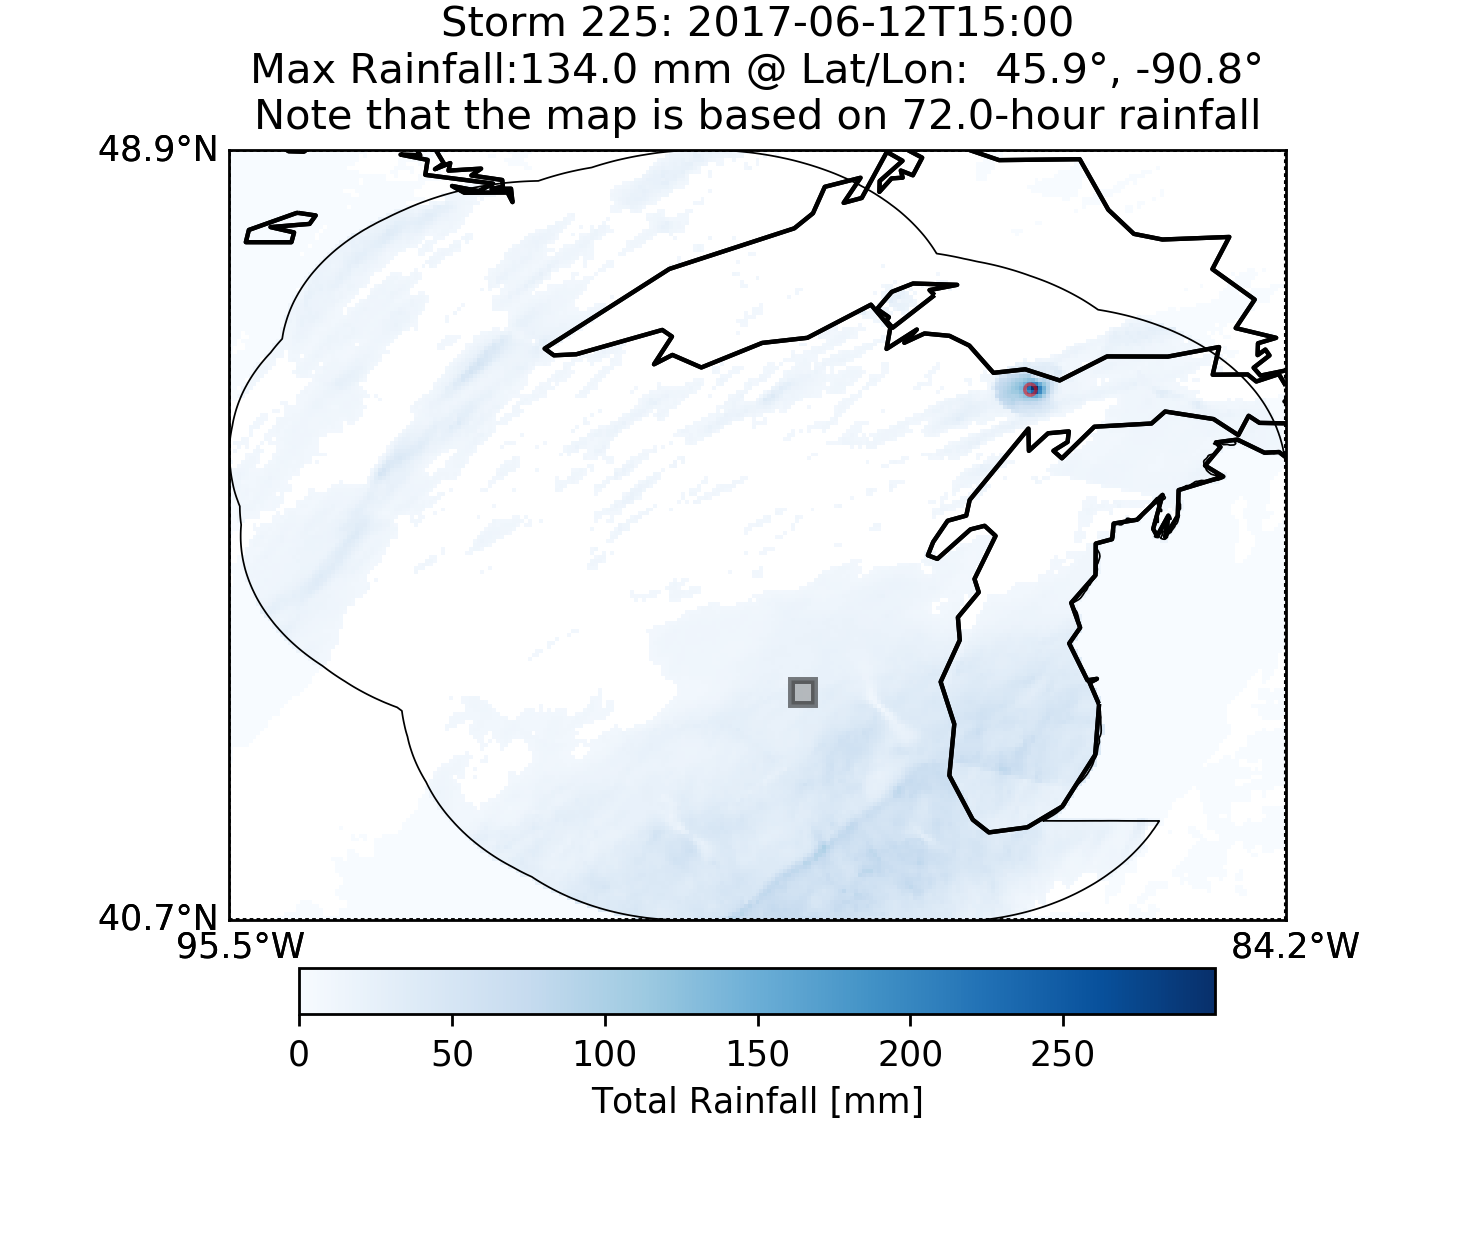 Storm 225: 2017-06-12T15:00
Max Rainfall:134.0 mm @ Lat/Lon:  45.9°, -90.8°
Note that the map is based on 72.0-hour rainfall
48.9°N
40.7°N
95.5°W 84.2°W
0 50 100 150 200 250
Total Rainfall [mm]